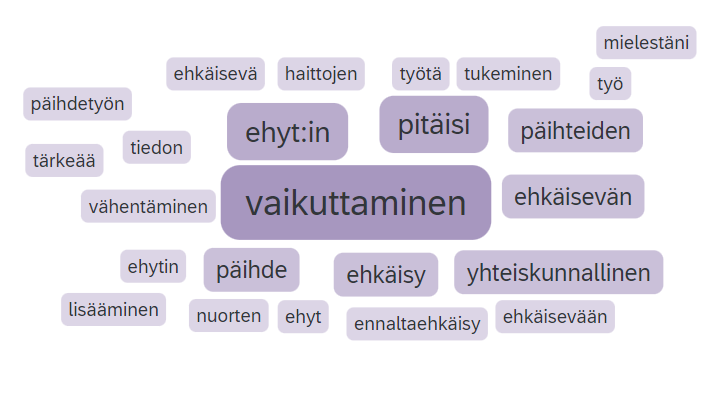 mielestäni
ehkäisevä haittojen työtä tukeminen
työ
päihdetyön
ehyt:in pitäisi päihteiden
tiedon
tärkeää
vaikuttaminen ehkäisevän
vähentäminen
ehytin päihde ehkäisy yhteiskunnallinen
lisääminen nuorten ehyt ennaltaehkäisy ehkäisevään